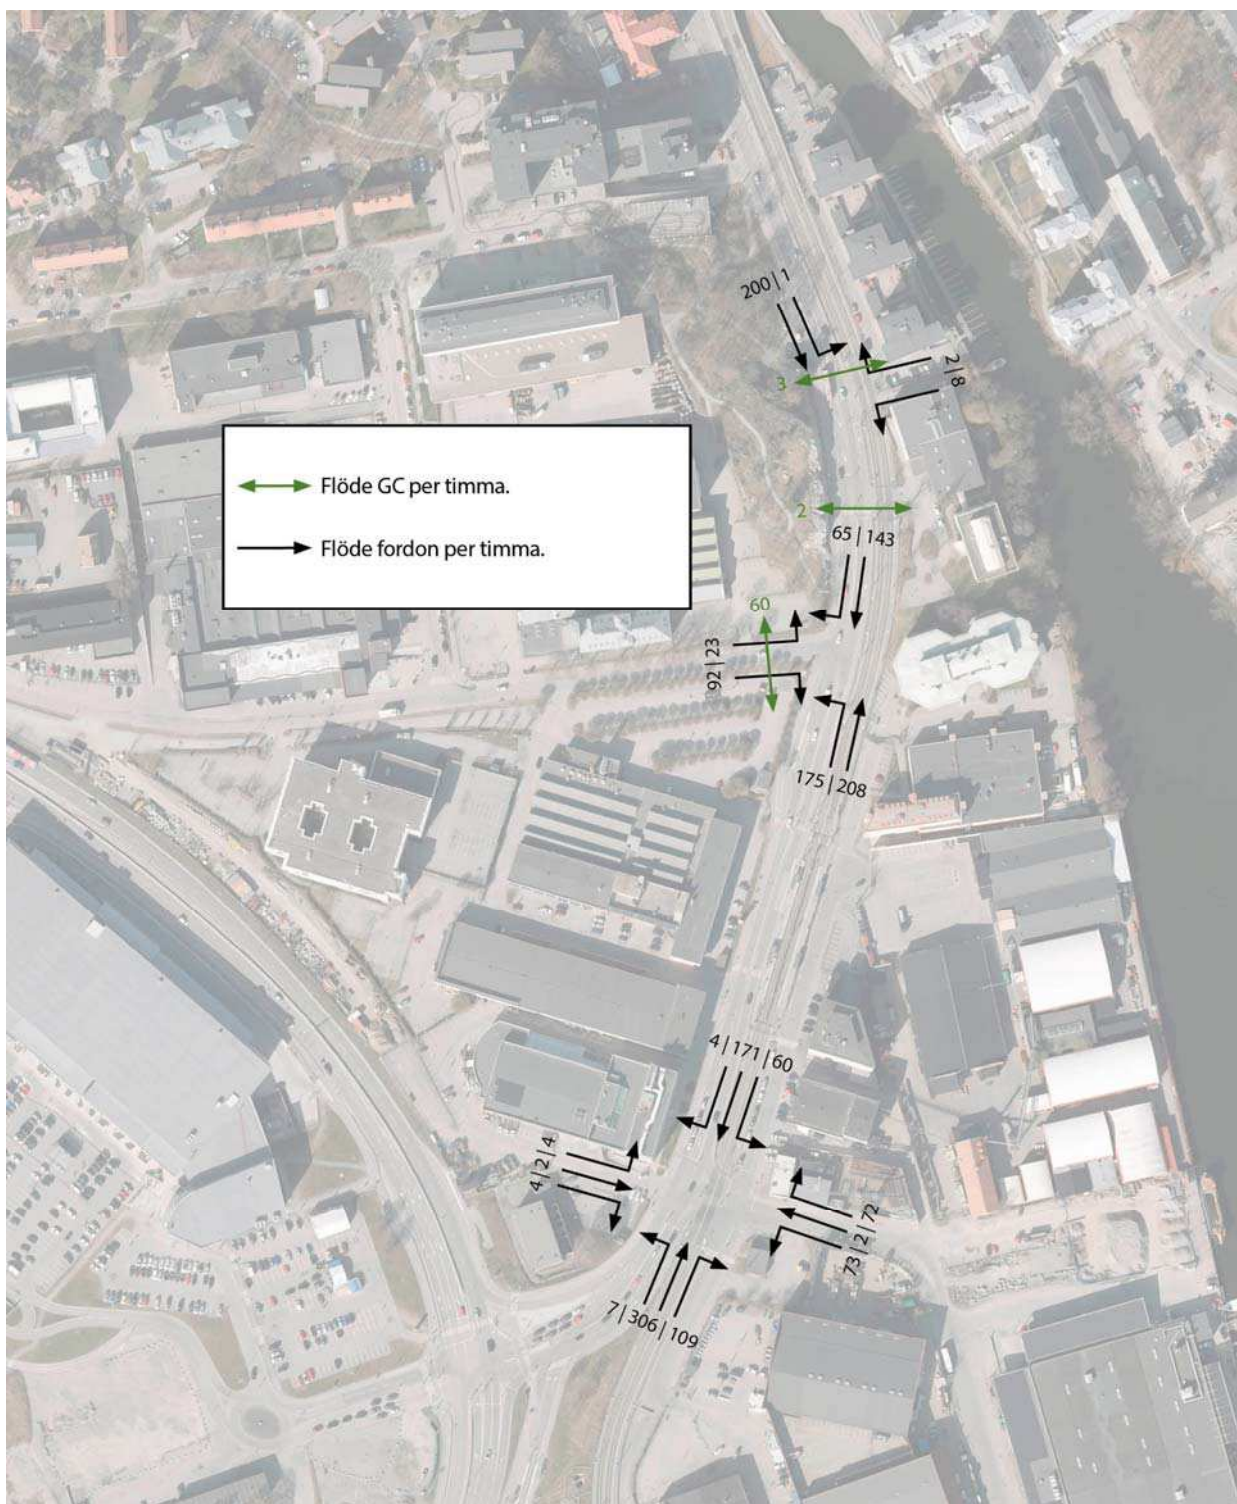 200 | 1
2 | 8
3
Flöde GC per timma.
2
65 | 143
Flöde fordon per timma.
60
92 | 23
175 | 208
4 | 171 | 60
4 | 2 | 4
73 | 2 | 72
7 | 306 | 109